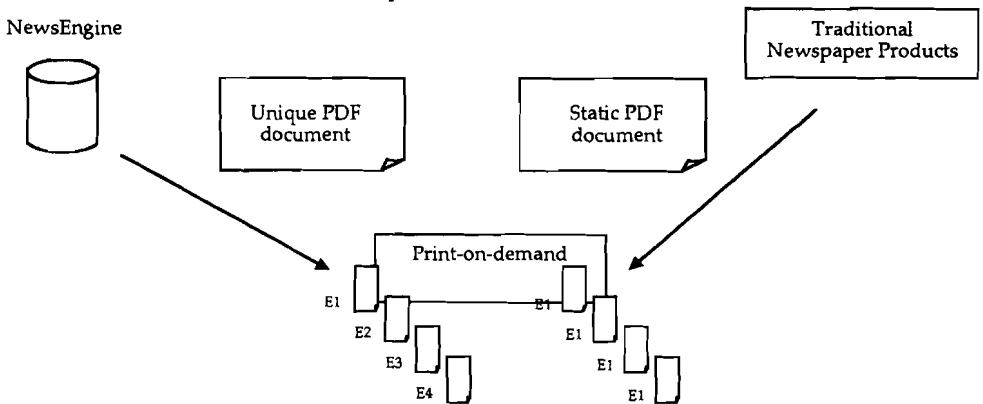 NewsEngine
Traditional
Newspaper Products
Unique PDF
document
Static PDF
document
Print-on-demand
E1
E1
E2
E1
E3
E1
E4
E1